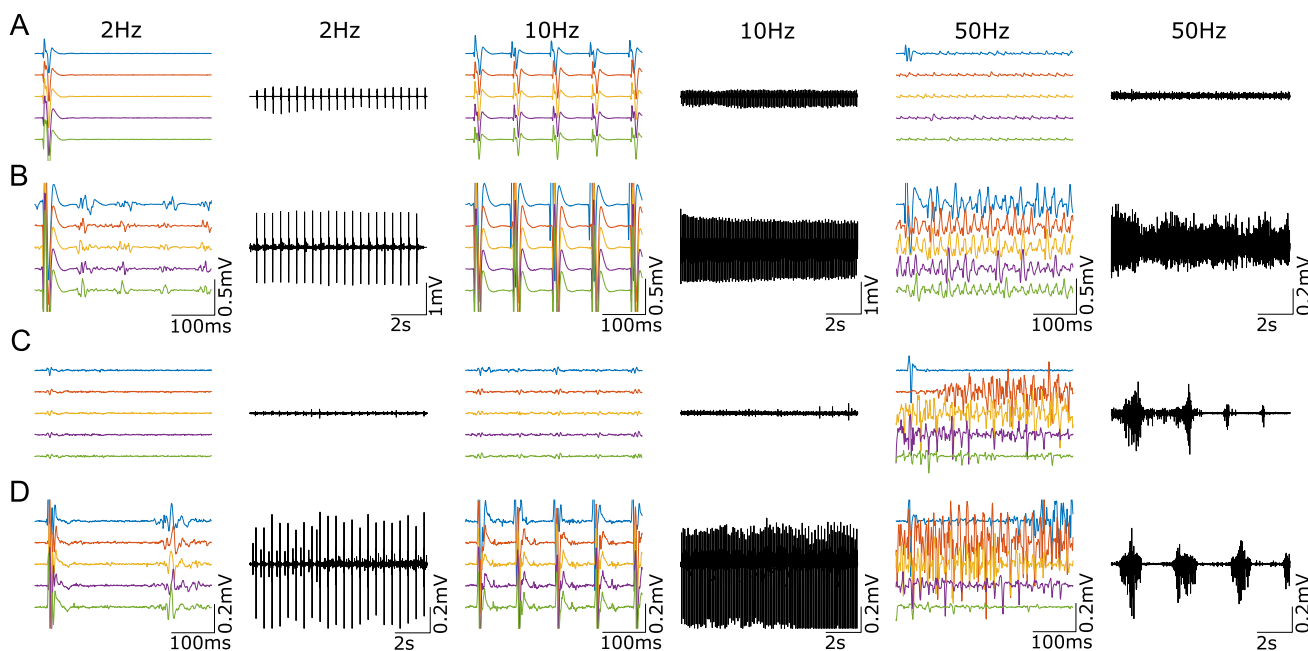 A 2Hz 2Hz 10Hz 10Hz 50Hz 50Hz
B
0.5mV 1mV 0.5mV 1mV 0.5mV 0.2mV
100ms 2s 100ms 2s 100ms 2s
C
D
0.2mV 0.2mV 0.2mV 0.2mV 0.2mV 0.2mV
100ms 2s 100ms 2s 100ms 2s